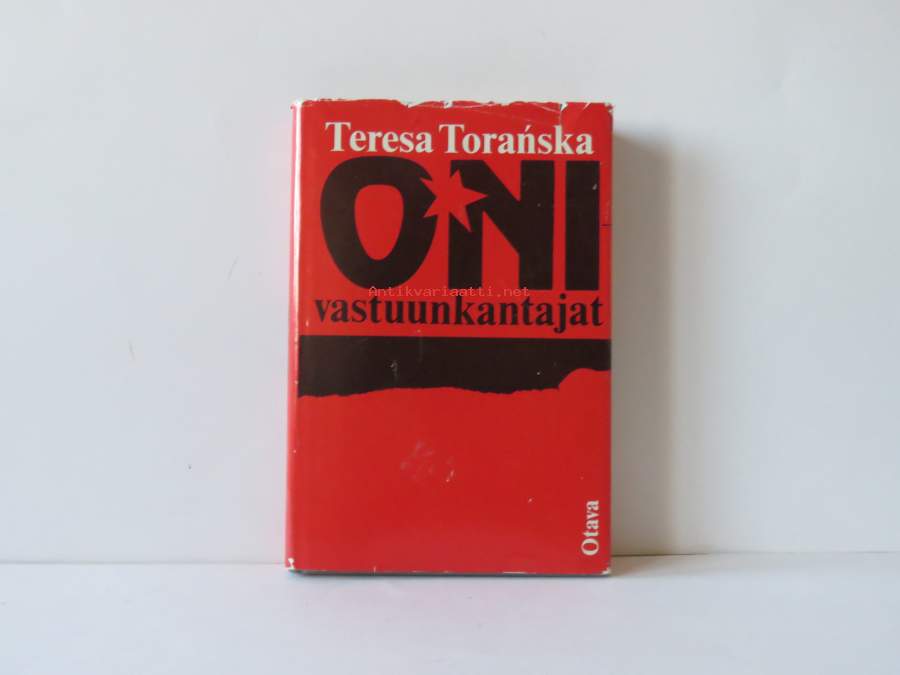 Teresa Torańska
ONI
Antikvariaatti.net
vastuunkantajat
Otava